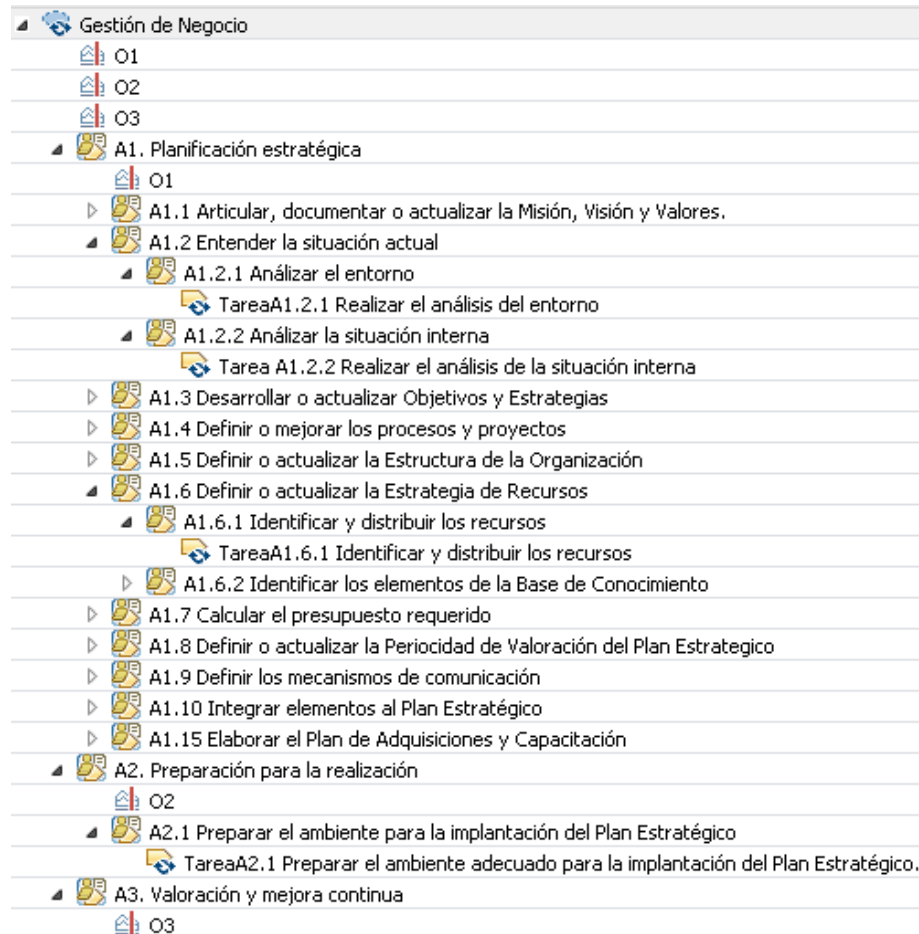 Gestión de Negocio
O1
O2
O3
A1. Planificación estratégica
O1
A1.1 Articular, documentar o actualizar la Misión, Visión y Valores.
A1.2 Entender la situación actual
A1.2.1 Análizar el entorno
TareaA1.2.1 Realizar el análisis del entorno
A1.2.2 Análizar la situación interna
Tarea A1.2.2 Realizar el análisis de la situación interna
A1.3 Desarrollar o actualizar Objetivos y Estrategias
A1.4 Definir o mejorar los procesos y proyectos
A1.5 Definir o actualizar la Estructura de la Organización
A1.6 Definir o actualizar la Estrategia de Recursos
A1.6.1 Identificar y distribuir los recursos
TareaA1.6.1 Identificar y distribuir los recursos
A1.6.2 Identificar los elementos de la Base de Conocimiento
A1.7 Calcular el presupuesto requerido
A1.8 Definir o actualizar la Periocidad de Valoración del Plan Estrategico
A1.9 Definir los mecanismos de comunicación
A1.10 Integrar elementos al Plan Estratégico
A1.15 Elaborar el Plan de Adquisiciones y Capacitación
A2. Preparación para la realización
O2
A2.1 Preparar el ambiente para la implantación del Plan Estratégico
TareaA2.1 Preparar el ambiente adecuado para la implantación del Plan Estratégico.
A3. Valoración y mejora continua
O3